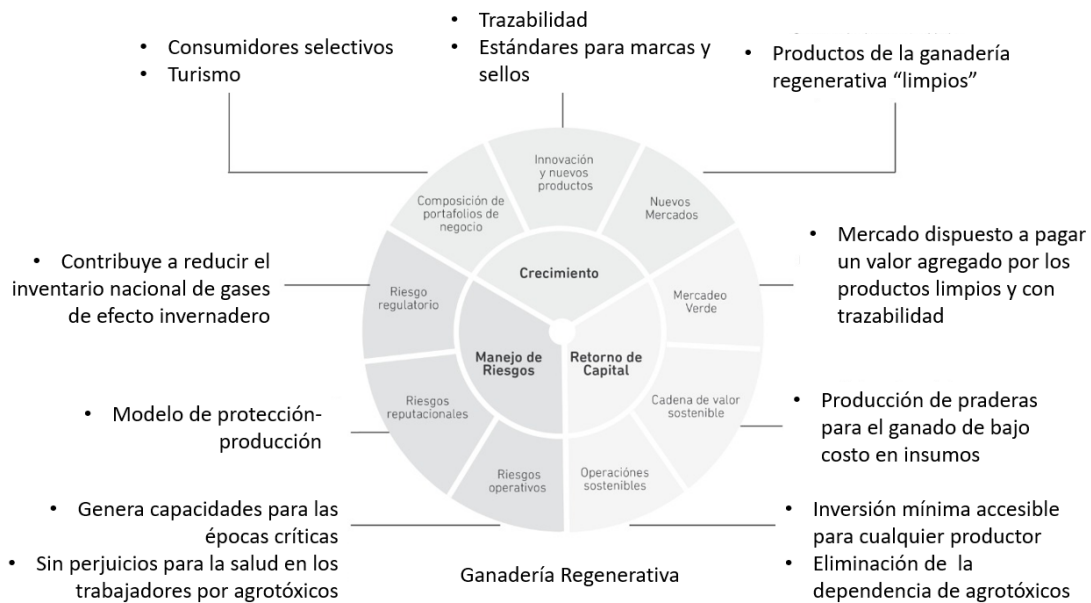 • Trazabilidad
• Estándares para marcas y
sellos
• Consumidores selectivos
• Turismo
• Productos de la ganadería
regenerativa “limpios”
Innovación
y nuevos
productos
Composición de
portafolios de
negocio
Nuevos
Mercados
Crecimiento
• Contribuye a reducir el
inventario nacional de gases
de efecto invernadero
Riesgo
regulatorio
Mercadeo
Verde
• Mercado dispuesto a pagar
un valor agregado por los
productos limpios y con
trazabilidad
Manejo de
Riesgos
Retorno de
Capital
• Modelo de protección-
producción
Riesgos
reputacionales
Cadena de valor
sostenible
• Producción de praderas
para el ganado de bajo
costo en insumos
Riesgos
operativos
Operaciónes
sostenibles
• Genera capacidades para las
épocas críticas
• Sin perjuicios para la salud en los
trabajadores por agrotóxicos
• Inversión mínima accesible
para cualquier productor
• Eliminación de la
dependencia de agrotóxicos
Ganadería Regenerativa